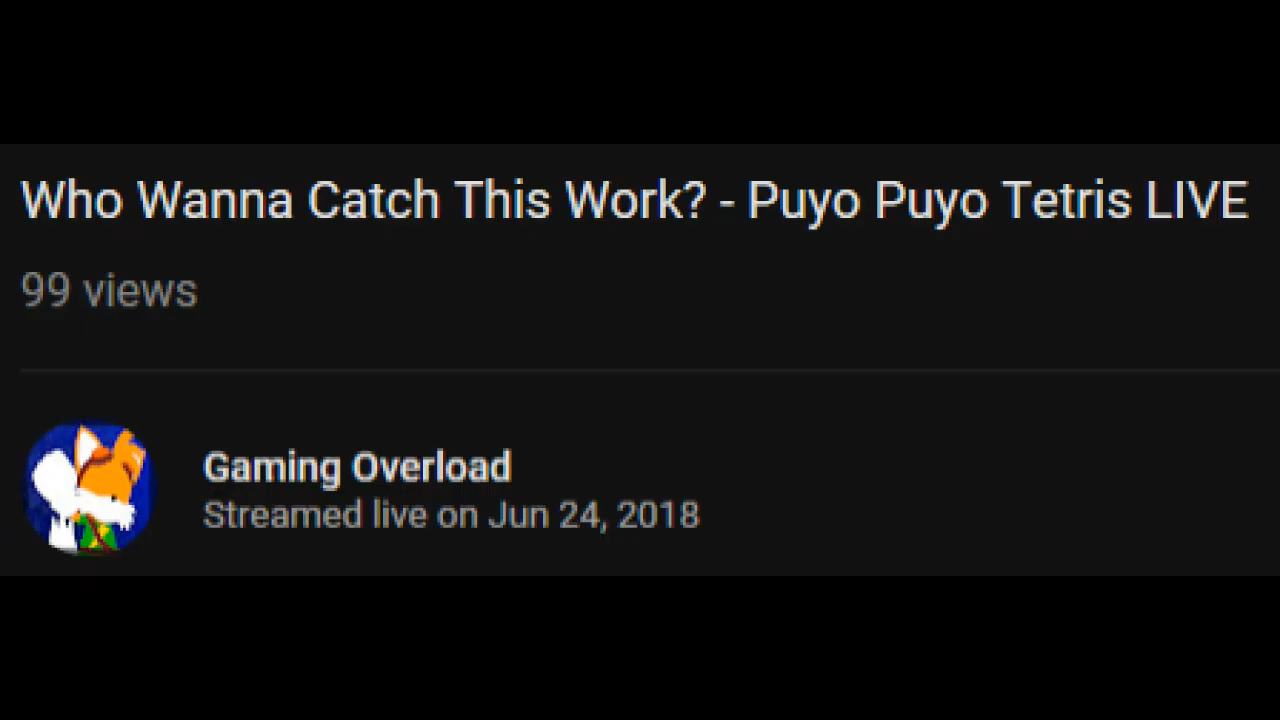 Who Wanna Catch This Work? - Puyo Puyo Tetris LIVE
99 views
Gaming Overload
Streamed live on Jun 24, 2018